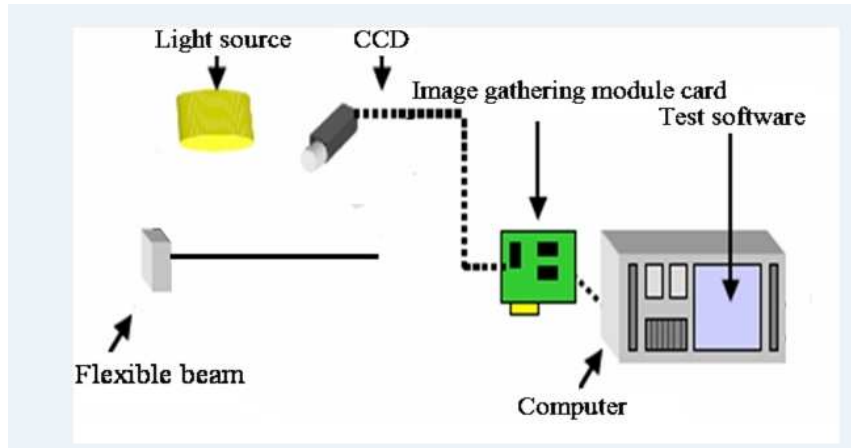 Light source
CCD
Image gathering module card
Test software
Flexible beam
Computer